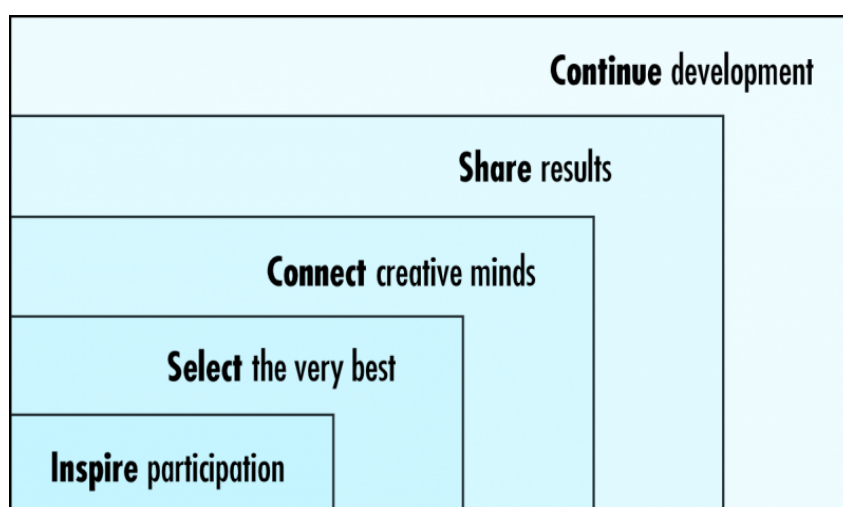 Continue development
Share results
Connect creative minds
Select the very best
Inspire participation